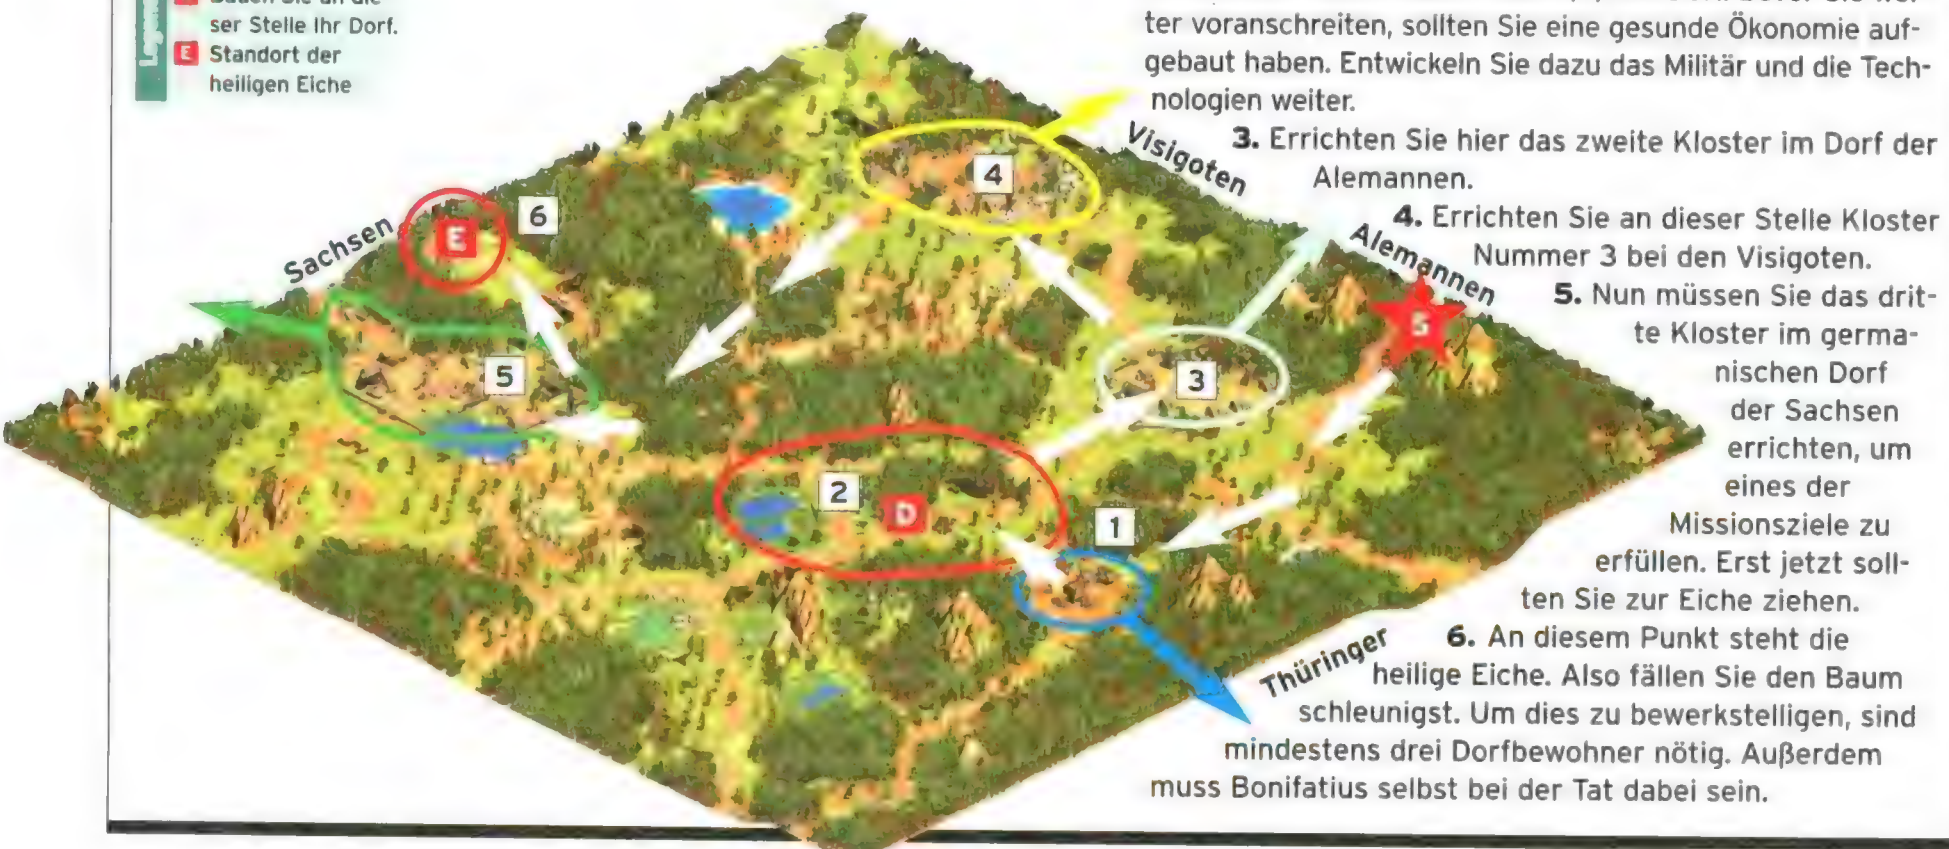 Legende
ser Stelle Ihr Dorf.
E Standort der
heiligen Eiche
ter voranschreiten, sollten Sie eine gesunde Ökonomie auf-
gebaut haben. Entwickeln Sie dazu das Militär und die Tech-
nologien weiter.
3. Errichten Sie hier das zweite Kloster im Dorf der
Alemannen.
4. Errichten Sie an dieser Stelle Kloster
Nummer 3 bei den Visigoten.
5. Nun müssen Sie das drit-
te Kloster im germa-
nischen Dorf
der Sachsen
errichten, um
eines der
Missionsziele zu
erfüllen. Erst jetzt soll-
ten Sie zur Eiche ziehen.
6. An diesem Punkt steht die
heilige Eiche. Also fällen Sie den Baum
schleunigst. Um dies zu bewerkstelligen, sind
mindestens drei Dorfbewohner nötig. Außerdem
muss Bonifatius selbst bei der Tat dabei sein.
Visigoten
Alemannen
Sachsen
Thüringer
4
6
E
S
5
3
2
D
1